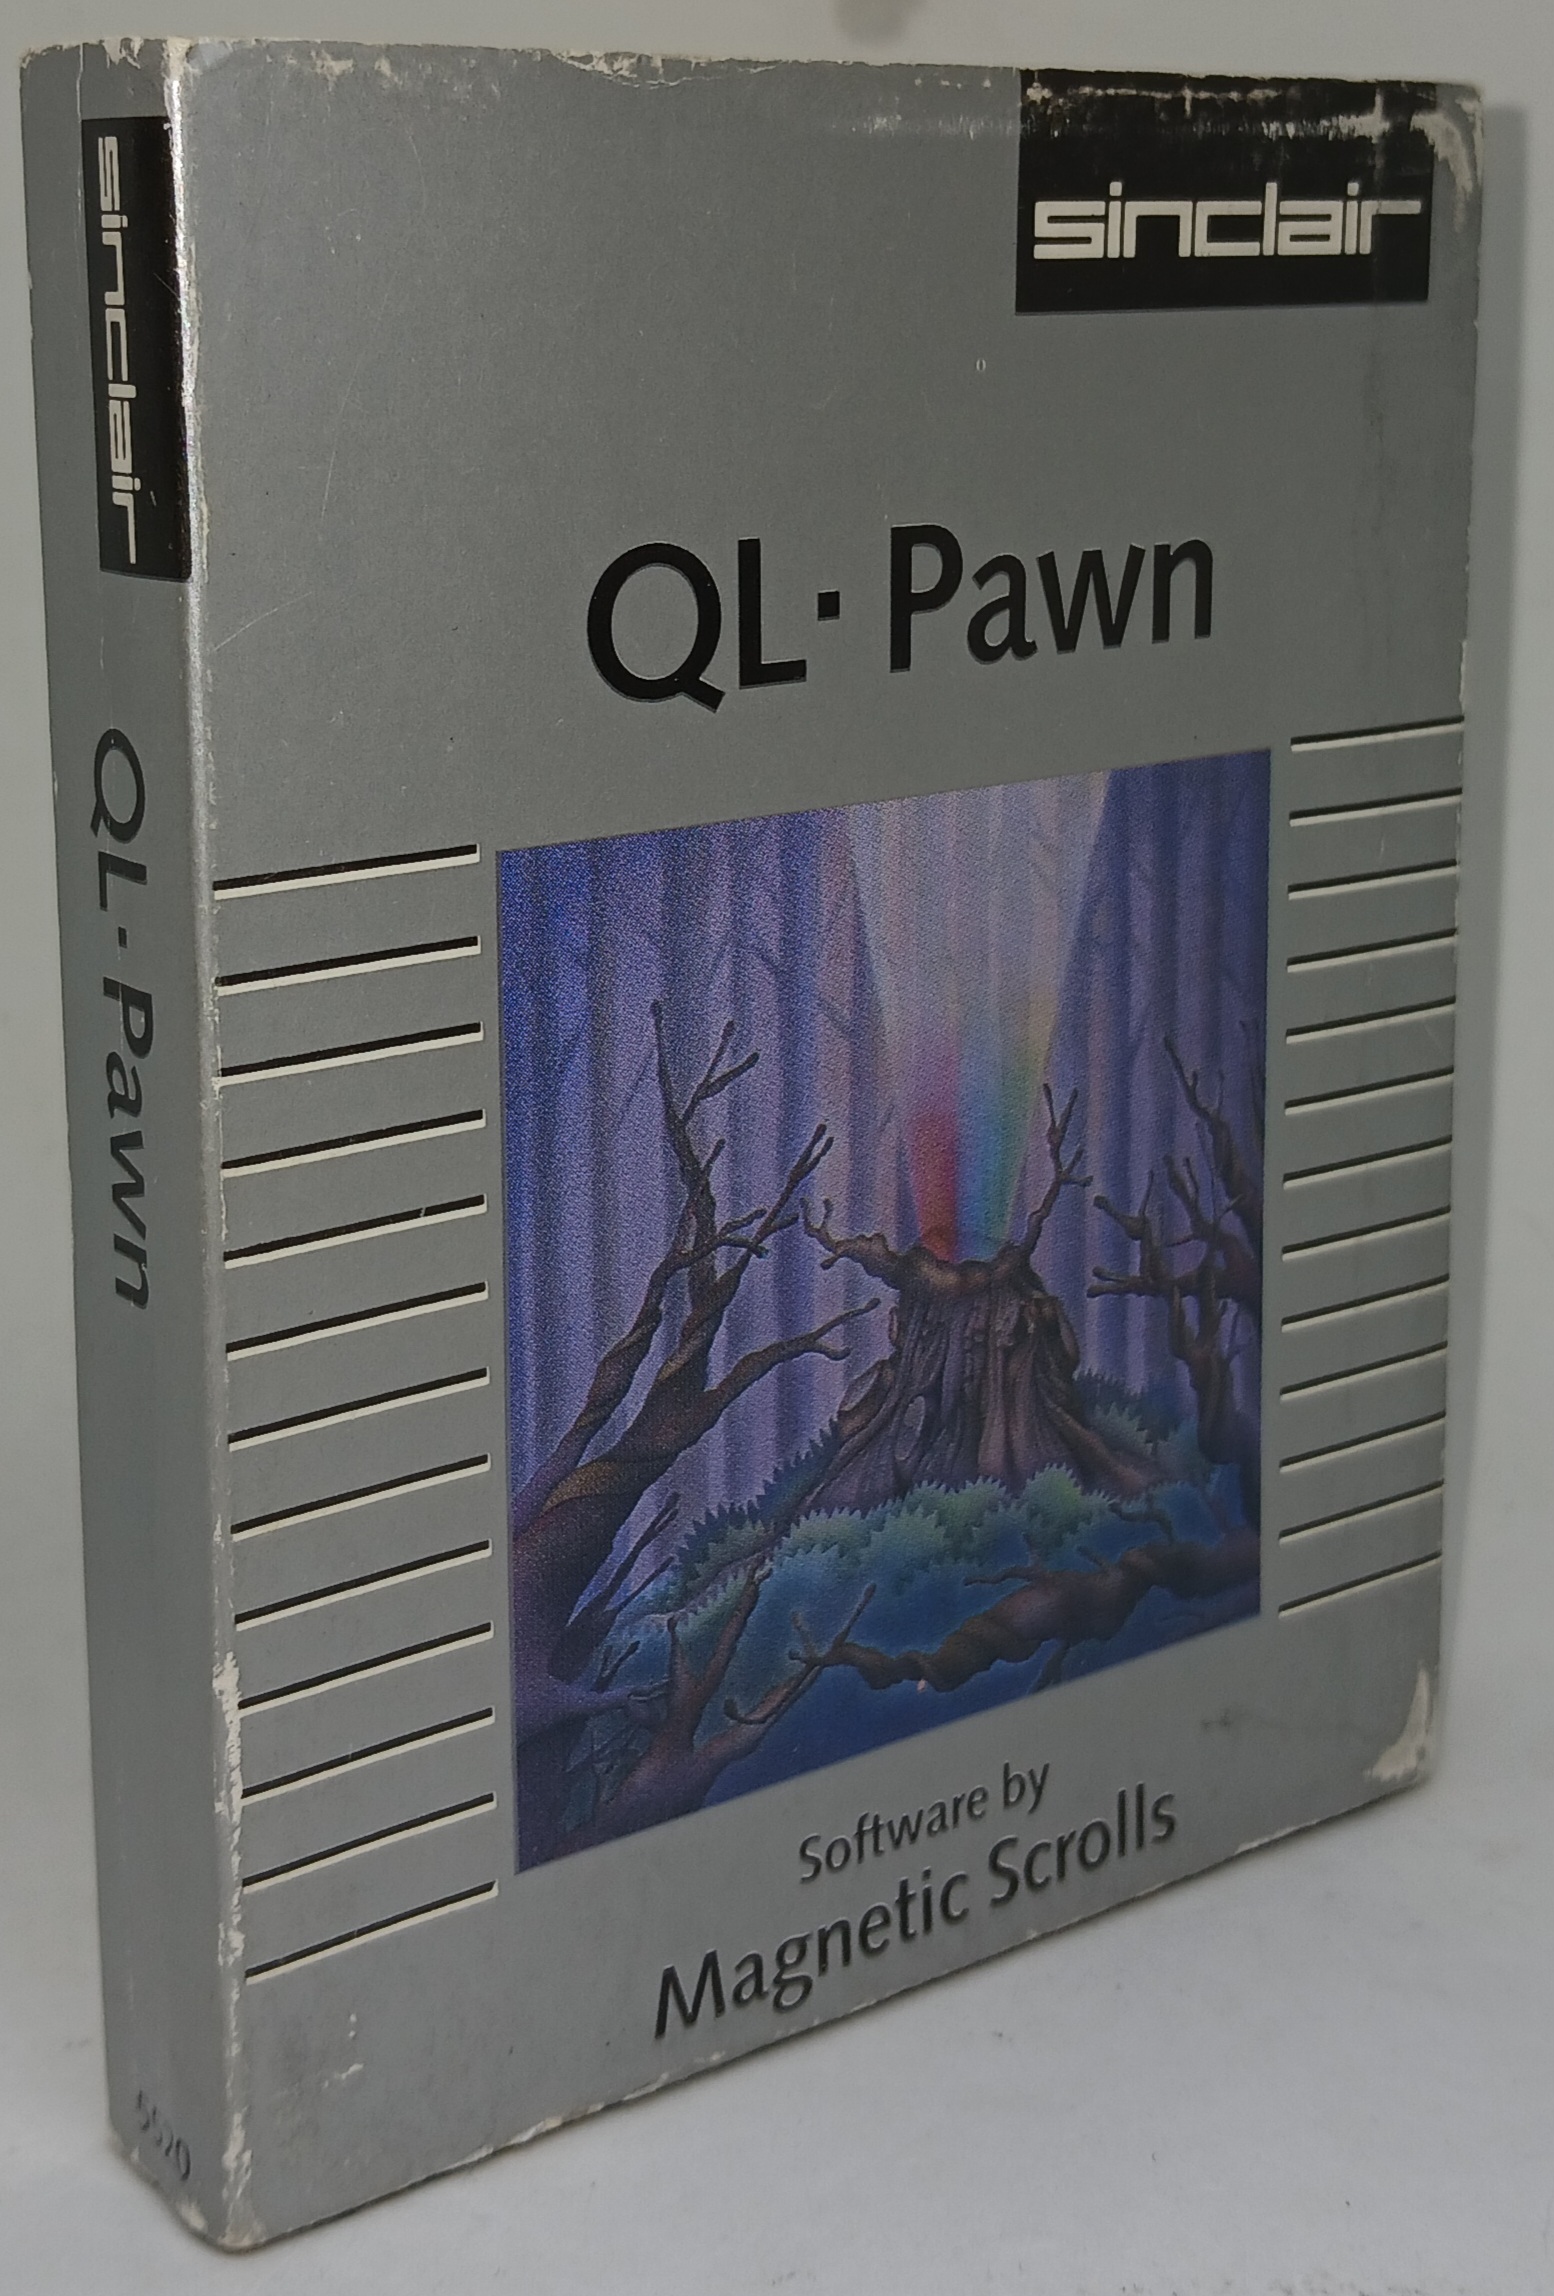 sinclair
QL·Pawn
Software by
Magnetic Scrolls
sinclair
QL·Pawn